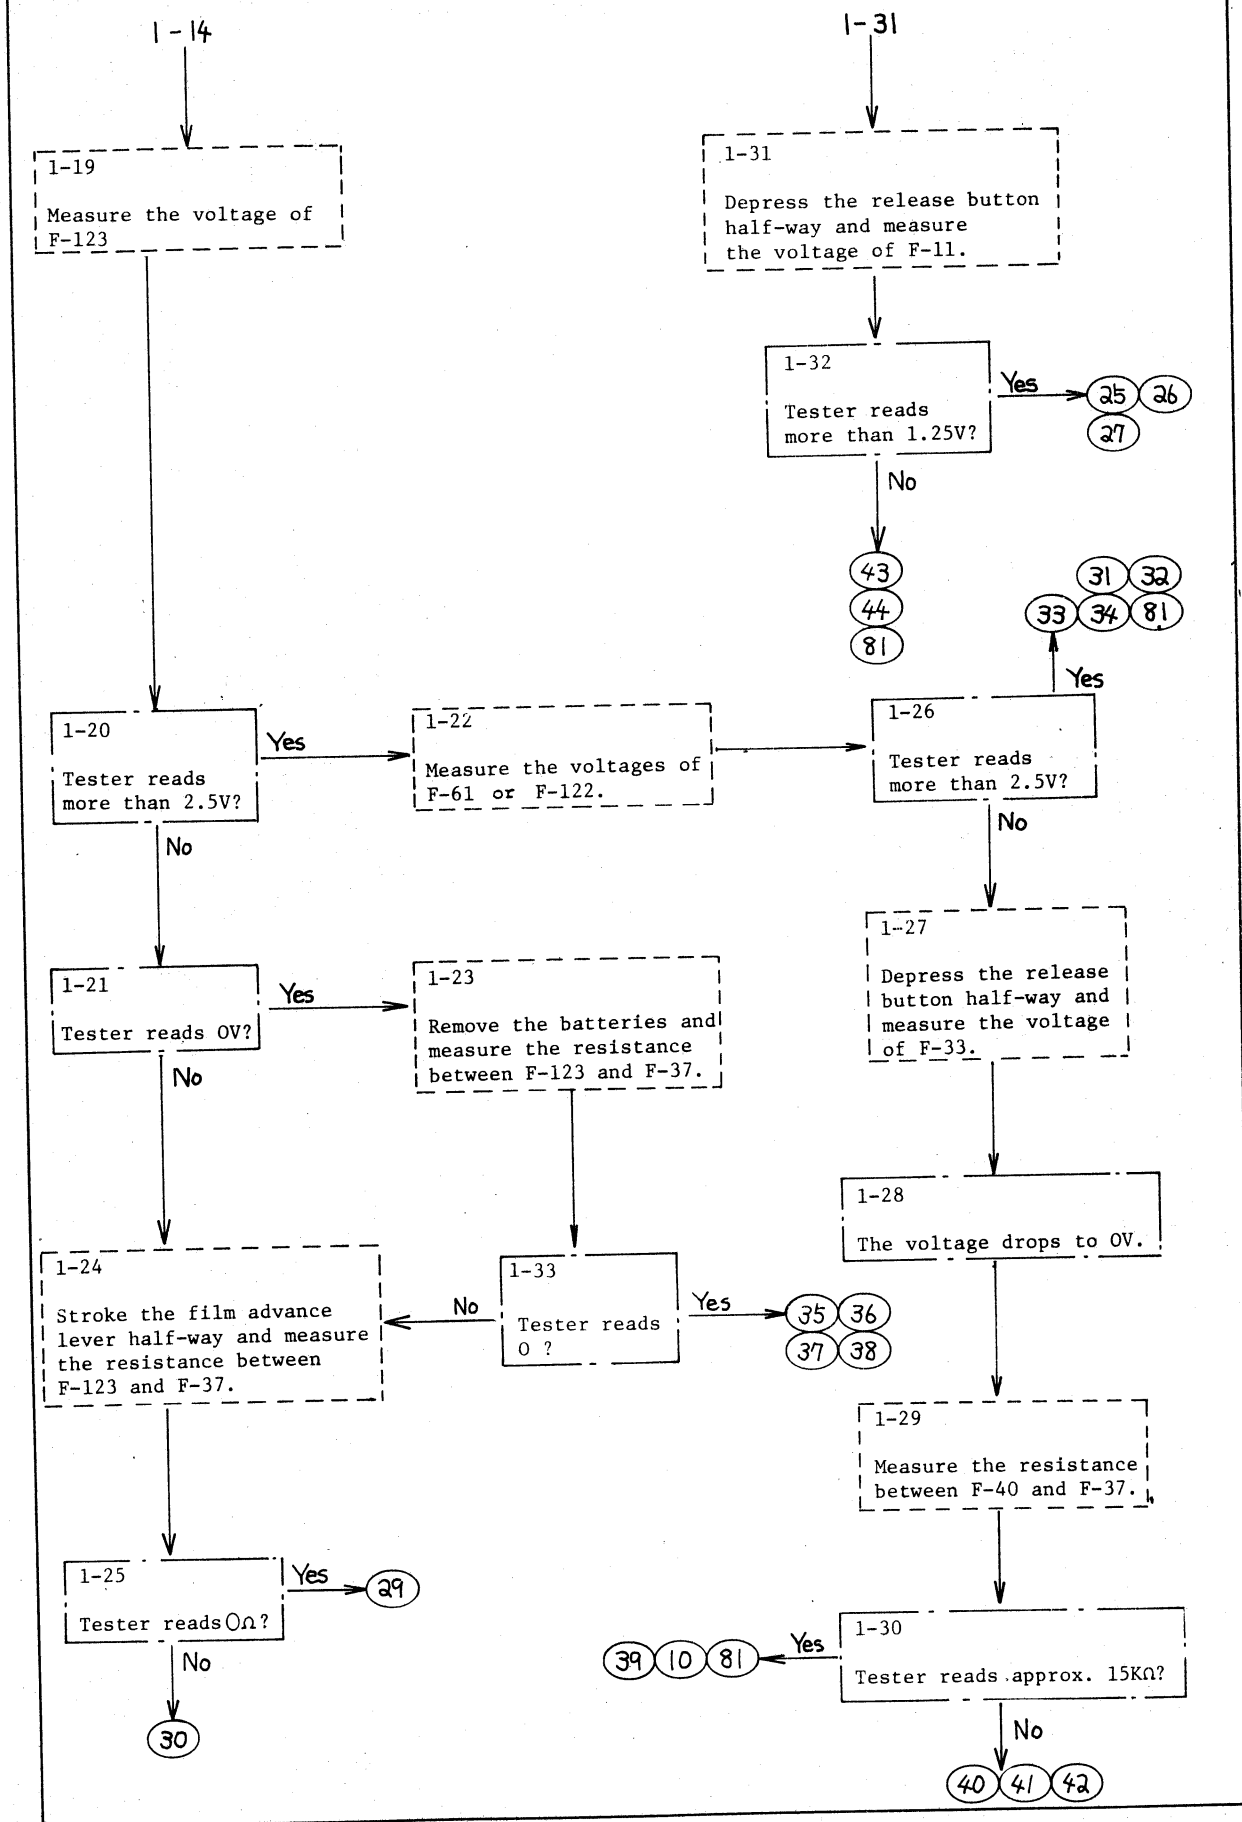 1-14
1-19
Measure the voltage of
F-123
1-31
1-31
Depress the release button
half-way and measure
the voltage of F-11.
1-32
Tester reads
more than 1.25V?
Yes
25 26
27
No
43
44
81
31 32
33 34 81
Yes
1-20
Tester reads
more than 2.5V?
Yes
No
1-22
Measure the voltages of
F-61 or F-122.
1-26
Tester reads
more than 2.5V?
No
1-27
Depress the release
button half-way and
measure the voltage
of F-33.
1-21
Tester reads 0V?
Yes
No
1-23
Remove the batteries and
measure the resistance
between F-123 and F-37.
1-28
The voltage drops to 0V.
1-24
Stroke the film advance
lever half-way and measure
the resistance between
F-123 and F-37.
No
1-33
Tester reads
0 ?
Yes
35 36
37 38
1-29
Measure the resistance
between F-40 and F-37.
1-25
Tester reads 0Ω?
Yes
29
No
30
1-30
Tester reads approx. 15KΩ?
Yes
39 10 81
No
40 41 42